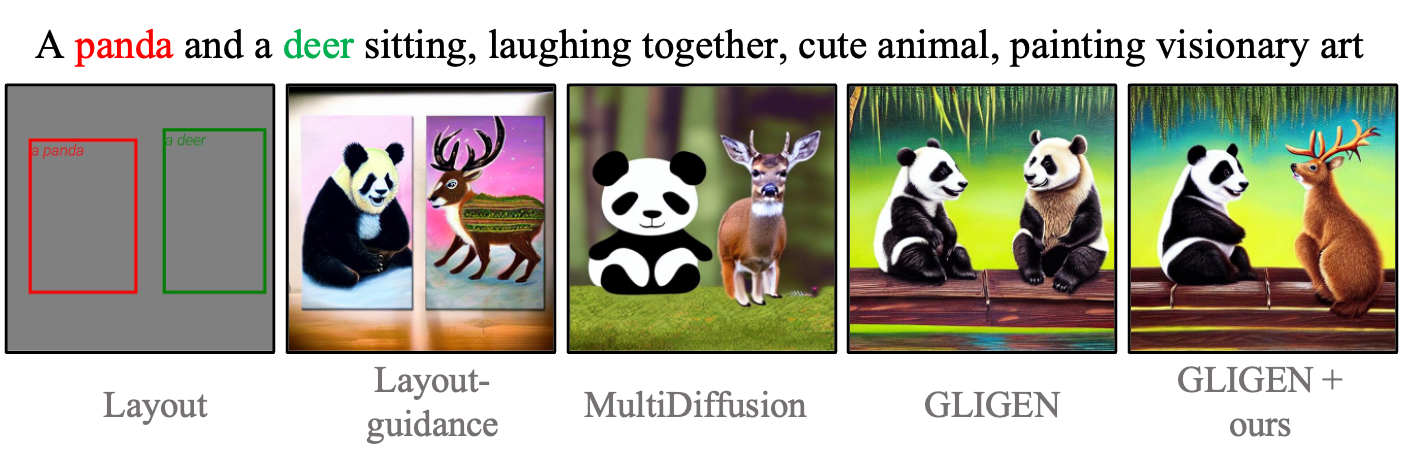 A panda and a deer sitting, laughing together, cute animal, painting visionary art
a panda
a deer
Layout
Layout-
guidance
MultiDiffusion
GLIGEN
GLIGEN +
ours